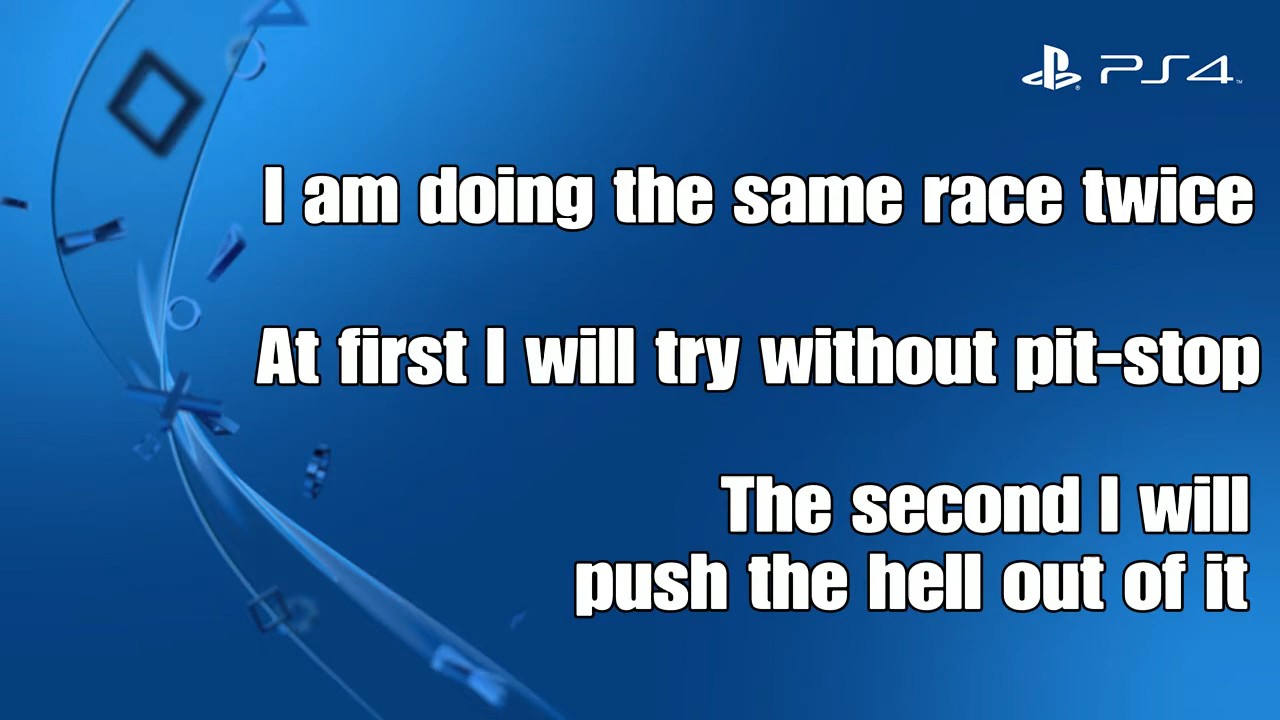 PS4
I am doing the same race twice
At first I will try without pit-stop
The second I will
push the hell out of it